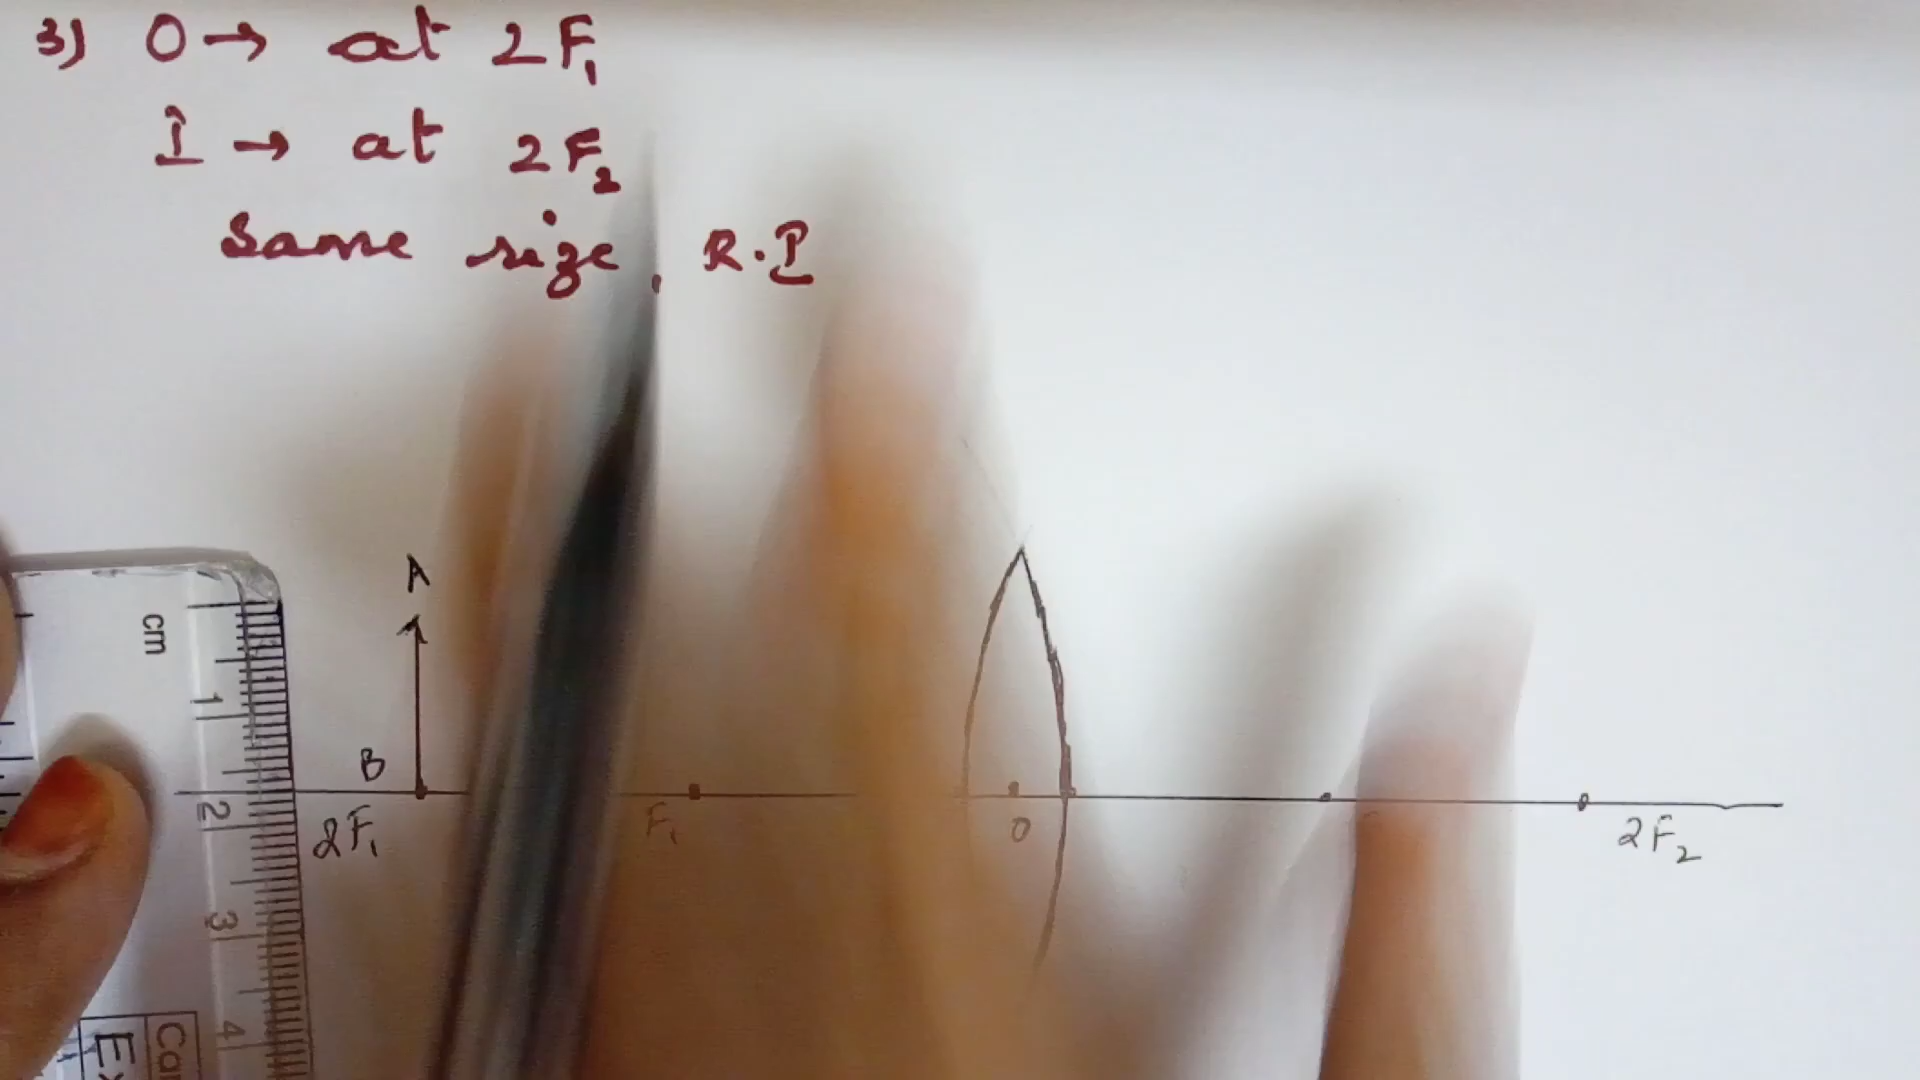 3) O → at 2F₁
I → at 2F₂
Same size, R.I
A
cm
1
B
2
2F₁
F₁
O
2F₂
3
4